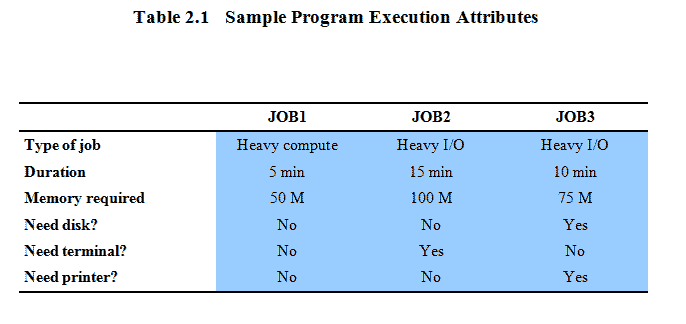 Table 2.1 Sample Program Execution Attributes
JOB1 JOB2 JOB3
Type of job Heavy compute Heavy I/O Heavy I/O
Duration 5 min 15 min 10 min
Memory required 50 M 100 M 75 M
Need disk? No No Yes
Need terminal? No Yes No
Need printer? No No Yes